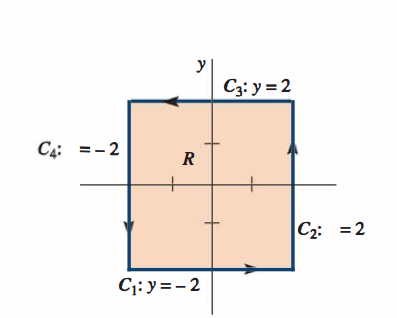 y
C₃: y = 2
C₄: = – 2
R
C₂: = 2
C₁: y = – 2